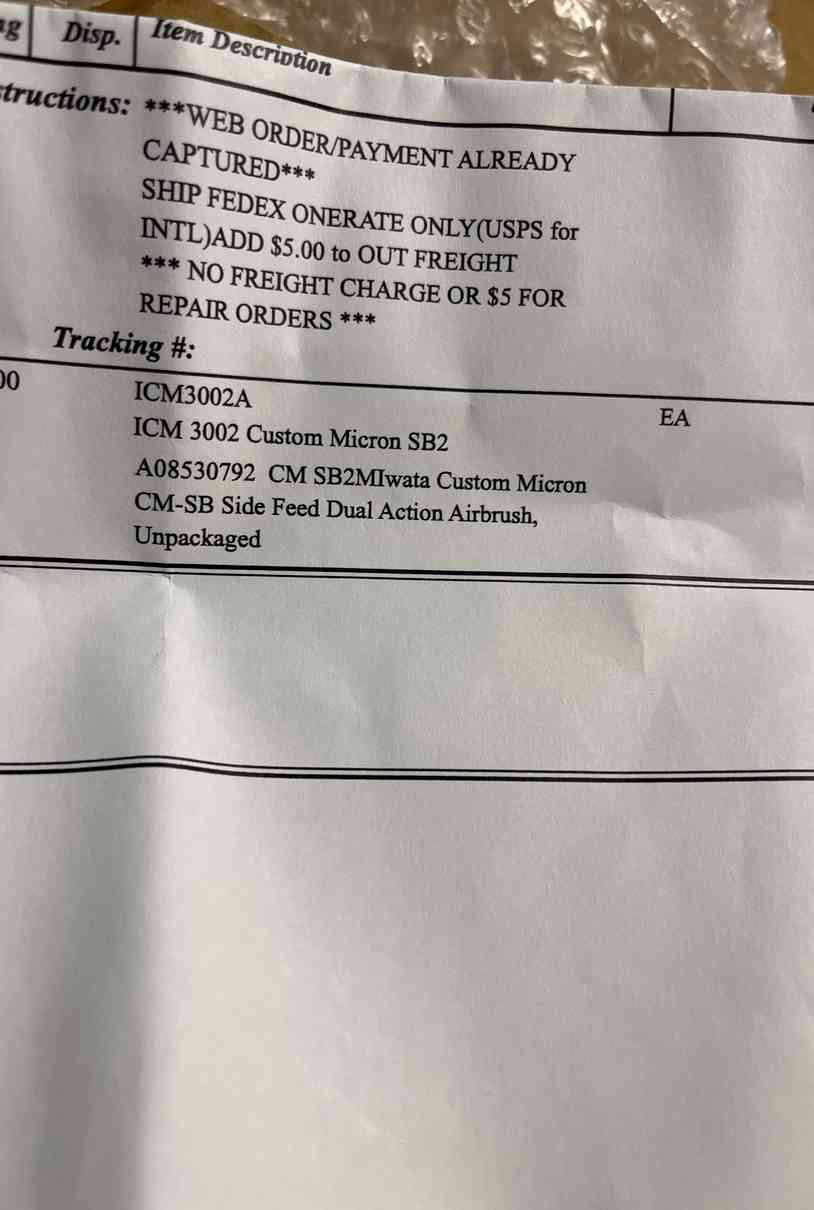 Disp. Item Description
***WEB ORDER/PAYMENT ALREADY
CAPTURED***
SHIP FEDEX ONERATE ONLY(USPS for
INTL)ADD $5.00 to OUT FREIGHT
*** NO FREIGHT CHARGE OR $5 FOR
REPAIR ORDERS ***
Tracking #:
ICM3002A EA
ICM 3002 Custom Micron SB2
A08530792 CM SB2MIwata Custom Micron
CM-SB Side Feed Dual Action Airbrush,
Unpackaged